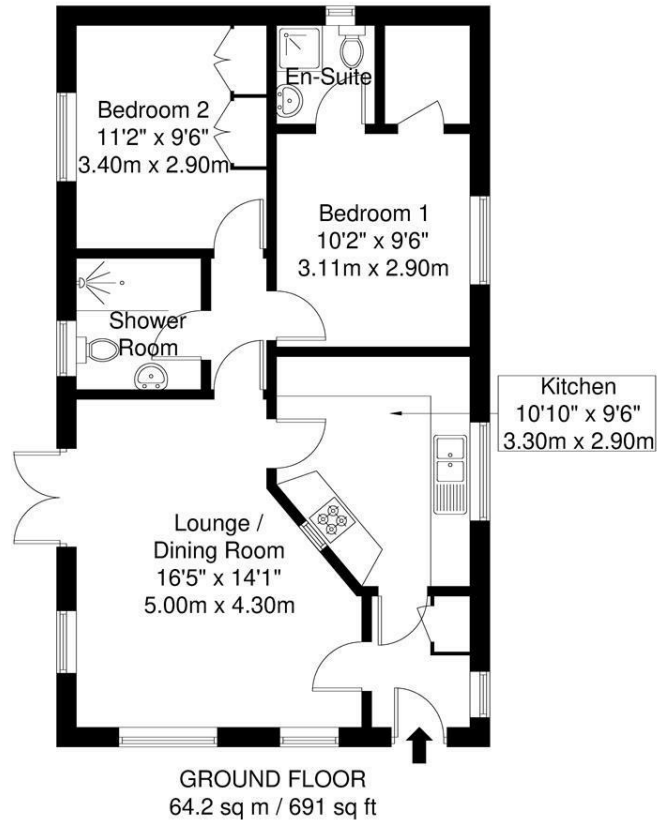 En-Suite
Bedroom 2
11'2" x 9'6"
3.40m x 2.90m
Bedroom 1
10'2" x 9'6"
3.11m x 2.90m
Shower
Room
Kitchen
10'10" x 9'6"
3.30m x 2.90m
Lounge /
Dining Room
16'5" x 14'1"
5.00m x 4.30m
GROUND FLOOR
64.2 sq m / 691 sq ft